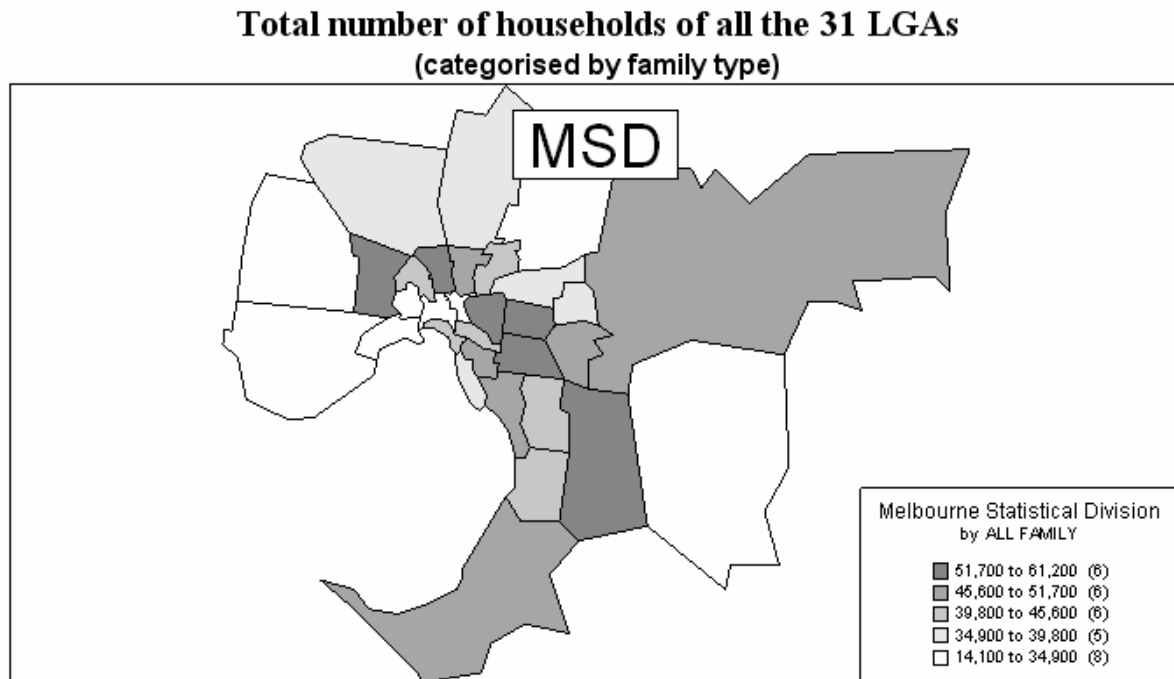 Total number of households of all the 31 LGAs
(categorised by family type)
MSD
Melbourne Statistical Division
by ALL FAMILY
51,700 to 61,200 (6)
45,600 to 51,700 (6)
39,800 to 45,600 (6)
34,900 to 39,800 (5)
14,100 to 34,900 (8)